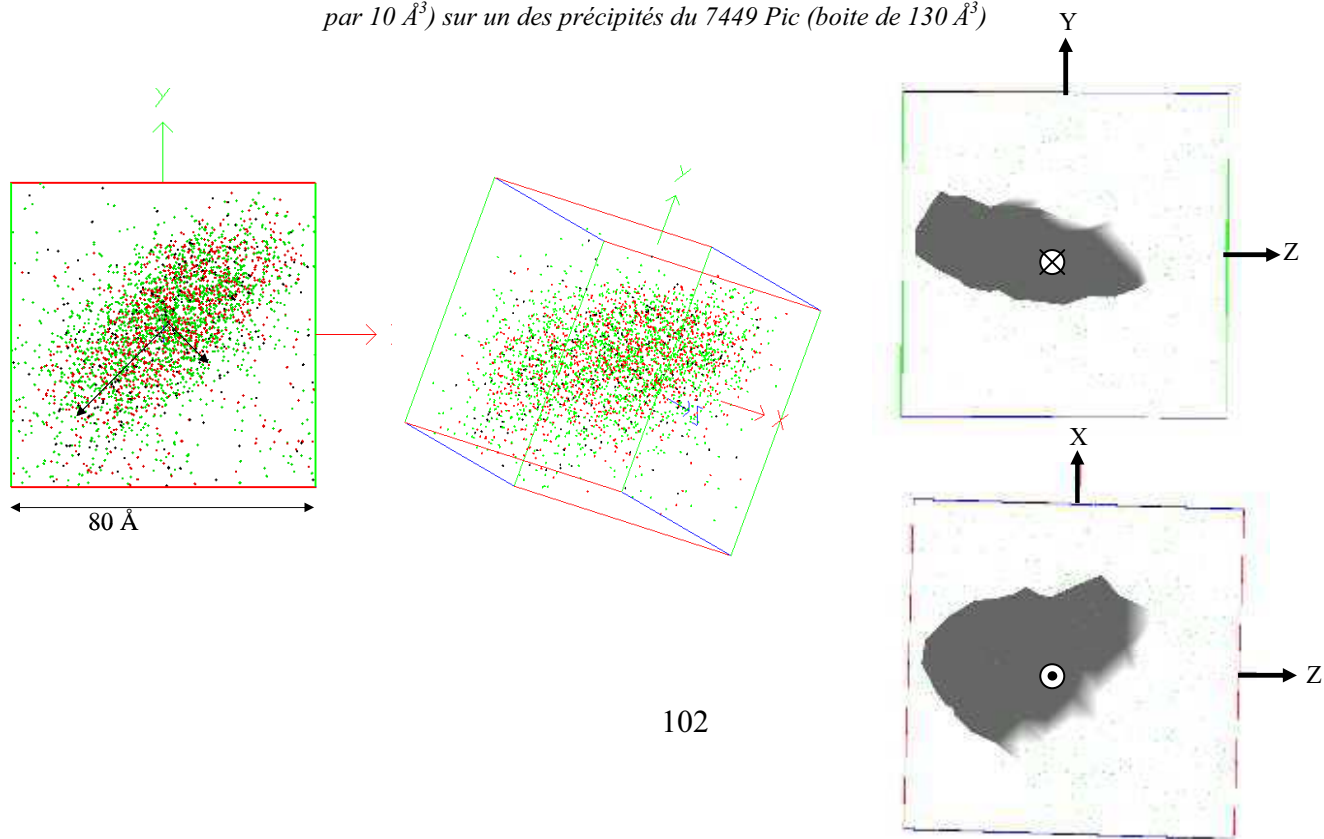 par 10 Å³) sur un des précipités du 7449 Pic (boite de 130 Å³)
Y
80 Å
Y
Z
X
Y
Z
X
Z
102